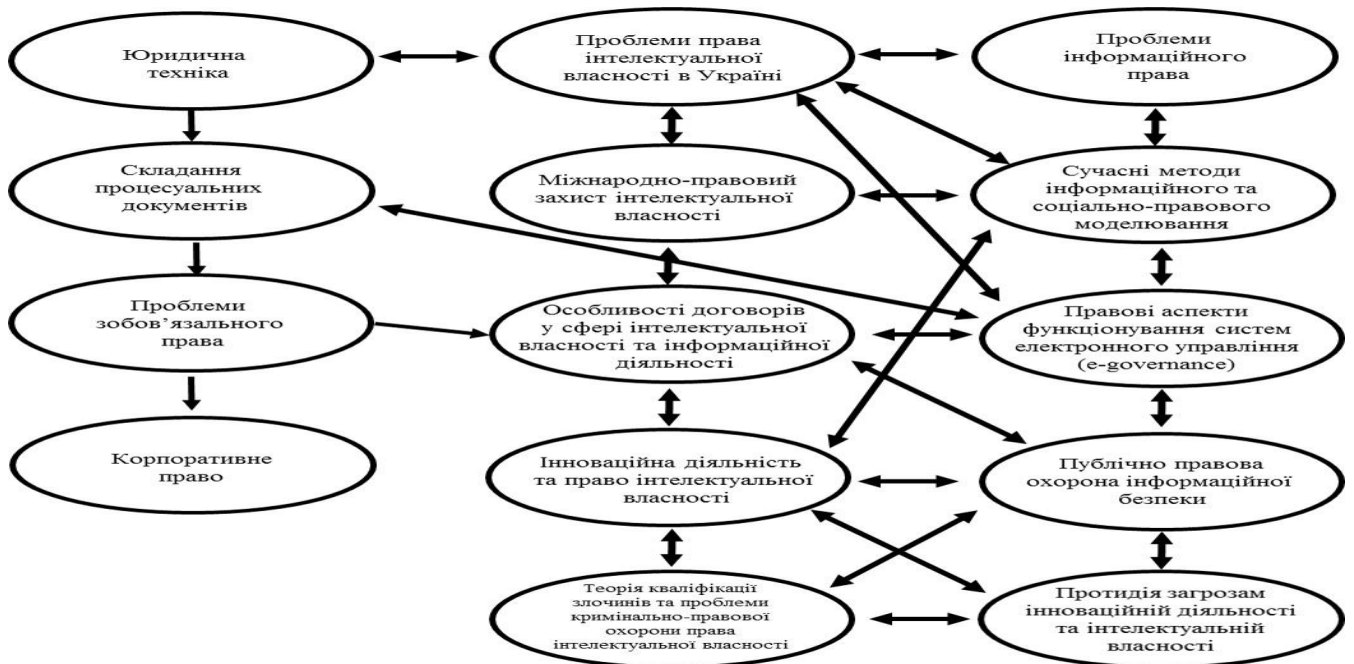 Юридична
техніка
Проблеми права
інтелектуальної
власності в Україні
Проблеми
інформаційного
права
Складання
процесуальних
документів
Міжнародно-правовий
захист інтелектуальної
власності
Сучасні методи
інформаційного та
соціально-правового
моделювання
Проблеми
зобов’язального
права
Особливості договорів
у сфері інтелектуальної
власності та інформаційної
діяльності
Правові аспекти
функціонування систем
електронного управління
(e-governance)
Корпоративне
право
Інноваційна діяльність
та право інтелектуальної
власності
Публічно правова
охорона інформаційної
безпеки
Теорія кваліфікації
злочинів та проблеми
кримінально-правової
охорони права
інтелектуальної власності
Протидія загрозам
інноваційній діяльності
та інтелектуальній
власності